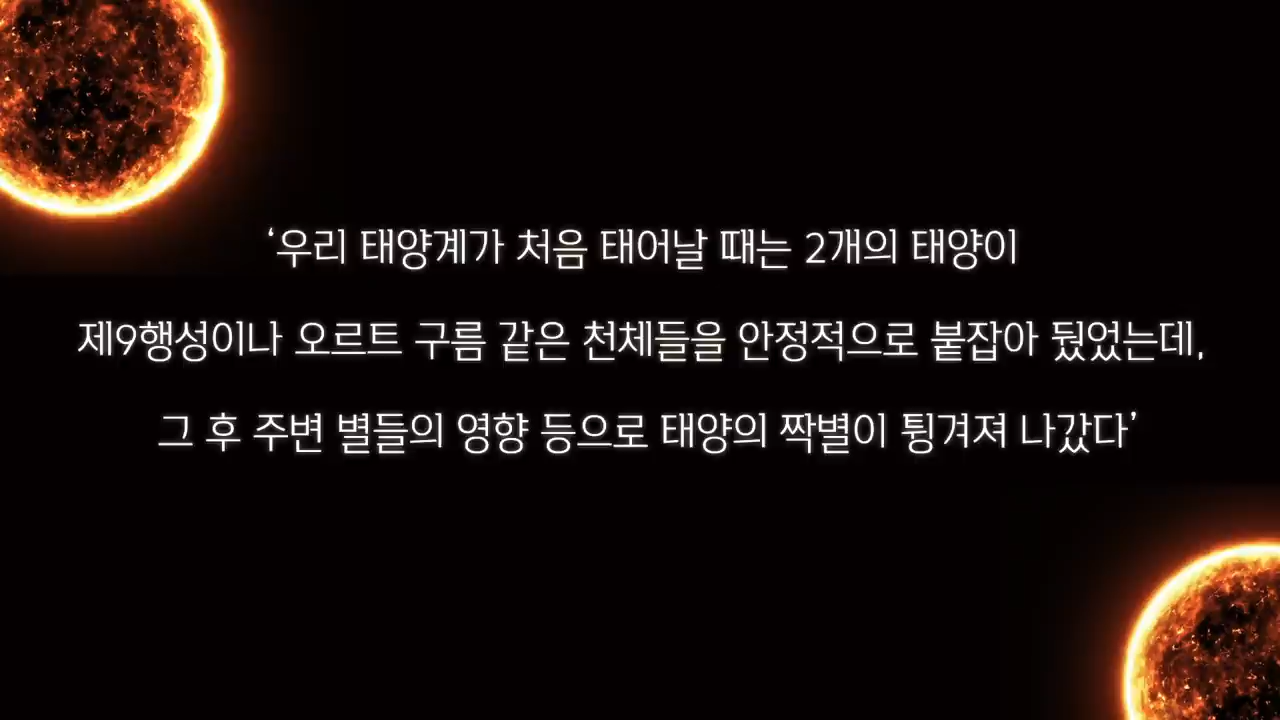 ‘우리 태양계가 처음 태어날 때는 2개의 태양이
제9행성이나 오르트 구름 같은 천체들을 안정적으로 붙잡아 뒀었는데,
그 후 주변 별들의 영향 등으로 태양의 짝별이 튕겨져 나갔다’